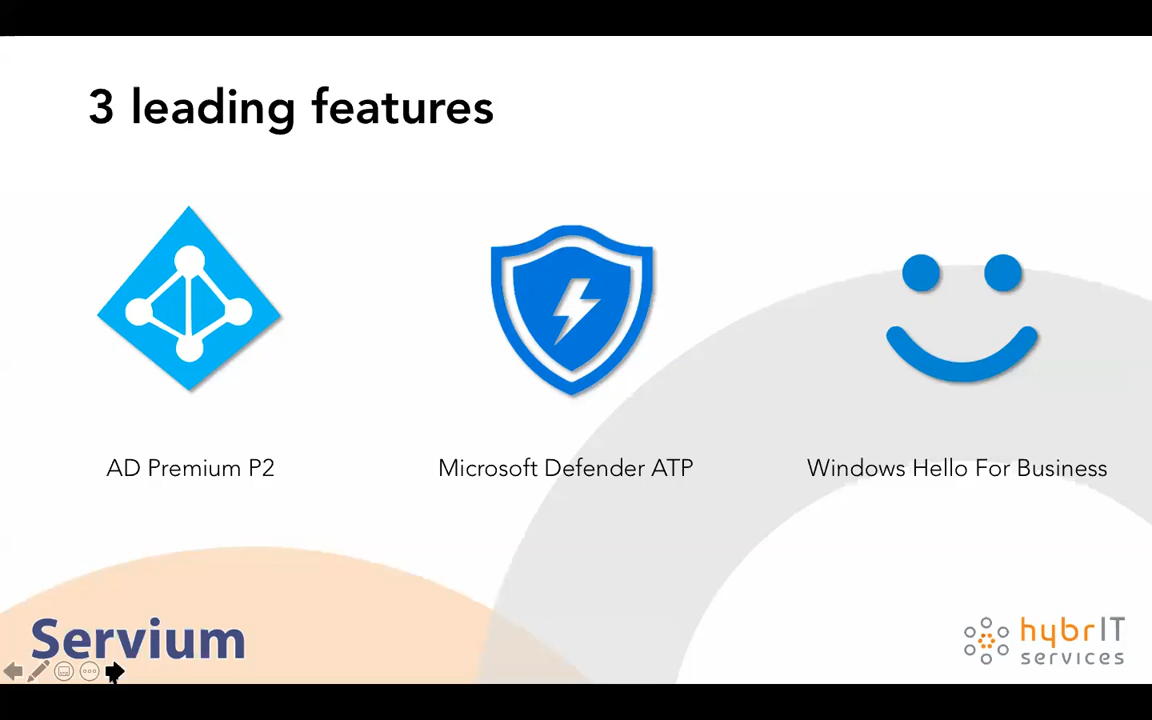 3 leading features
AD Premium P2
Microsoft Defender ATP
Windows Hello For Business
Servium
hybrIT
services